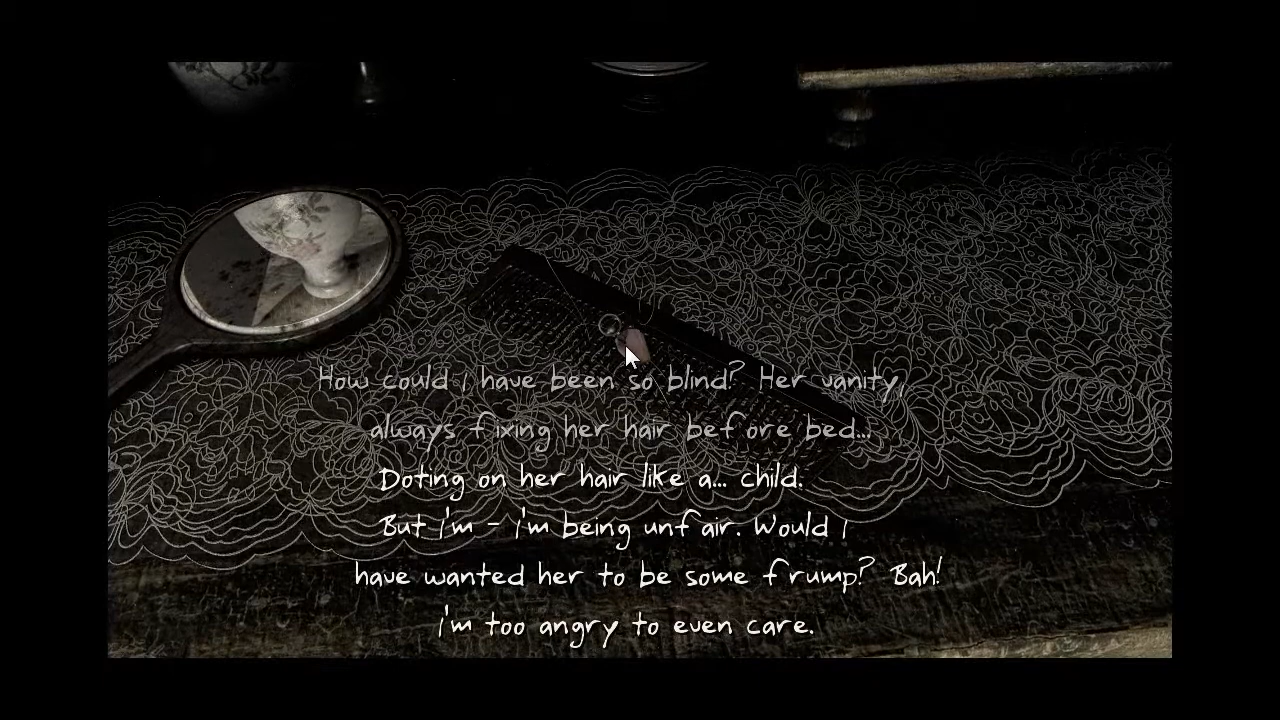 How could i have been so blind? Her vanity,
always fixing her hair before bed...
Doting on her hair like a... child.
But i'm - i'm being unfair. Would i
have wanted her to be some frump? Bah!
i'm too angry to even care.